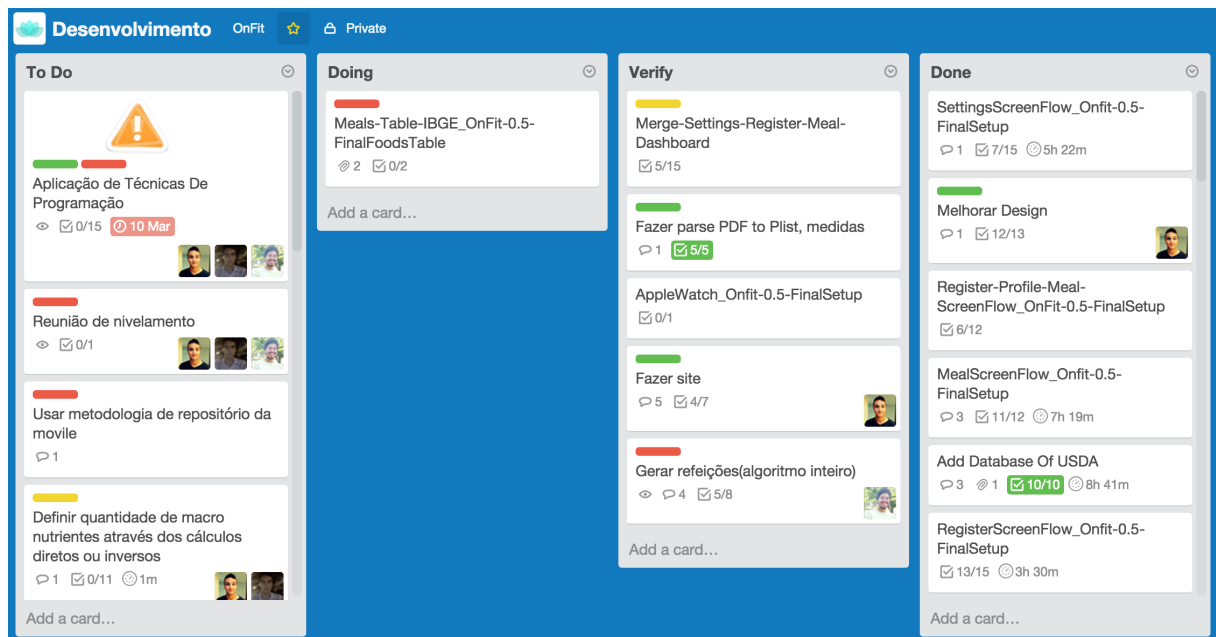 Desenvolvimento OnFit Private
To Do
Aplicação de Técnicas De
Programação
0/15 10 Mar
Reunião de nivelamento
0/1
Usar metodologia de repositório da
movile
1
Definir quantidade de macro
nutrientes através dos cálculos
diretos ou inversos
1 0/11 1m
Add a card…
Doing
Meals-Table-IBGE_OnFit-0.5-
FinalFoodsTable
2 0/2
Add a card…
Verify
Merge-Settings-Register-Meal-
Dashboard
5/15
Fazer parse PDF to Plist, medidas
1 5/5
AppleWatch_Onfit-0.5-FinalSetup
0/1
Fazer site
5 4/7
Gerar refeições(algoritmo inteiro)
4 5/8
Add a card…
Done
SettingsScreenFlow_Onfit-0.5-
FinalSetup
1 7/15 5h 22m
Melhorar Design
1 12/13
Register-Profile-Meal-
ScreenFlow_OnFit-0.5-FinalSetup
6/12
MealScreenFlow_Onfit-0.5-
FinalSetup
3 11/12 7h 19m
Add Database Of USDA
3 1 10/10 8h 41m
RegisterScreenFlow_Onfit-0.5-
FinalSetup
13/15 3h 30m
Add a card…